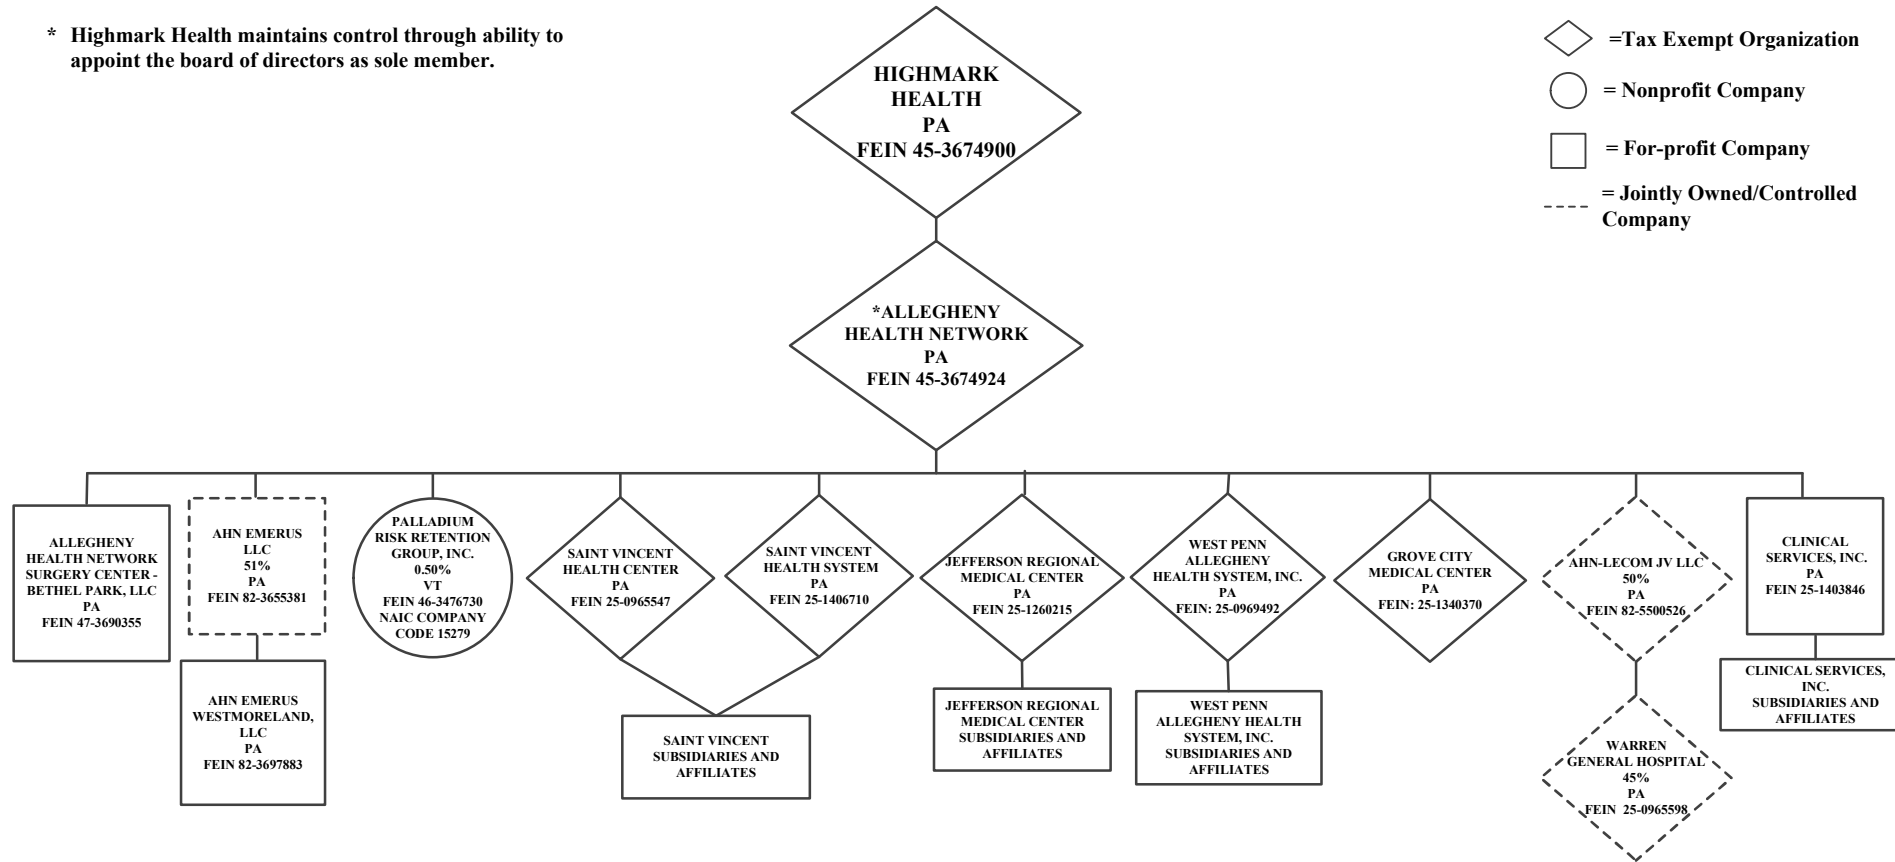 * Highmark Health maintains control through ability to
appoint the board of directors as sole member.
HIGHMARK
HEALTH
PA
FEIN 45-3674900
=Tax Exempt Organization
= Nonprofit Company
= For-profit Company
= Jointly Owned/Controlled
Company
*ALLEGHENY
HEALTH NETWORK
PA
FEIN 45-3674924
ALLEGHENY
HEALTH NETWORK
SURGERY CENTER -
BETHEL PARK, LLC
PA
FEIN 47-3690355
AHN EMERUS
LLC
51%
PA
FEIN 82-3655381
PALLADIUM
RISK RETENTION
GROUP, INC.
0.50%
VT
FEIN 46-3476730
NAIC COMPANY
CODE 15279
SAINT VINCENT
HEALTH CENTER
PA
FEIN 25-0965547
SAINT VINCENT
HEALTH SYSTEM
PA
FEIN 25-1406710
JEFFERSON REGIONAL
MEDICAL CENTER
PA
FEIN 25-1260215
WEST PENN
ALLEGHENY
HEALTH SYSTEM, INC.
PA
FEIN: 25-0969492
GROVE CITY
MEDICAL CENTER
PA
FEIN: 25-1340370
AHN-LECOM JV LLC
50%
PA
FEIN 82-5500526
CLINICAL
SERVICES, INC.
PA
FEIN 25-1403846
AHN EMERUS
WESTMORELAND,
LLC
PA
FEIN 82-3697883
SAINT VINCENT
SUBSIDIARIES AND
AFFILIATES
JEFFERSON REGIONAL
MEDICAL CENTER
SUBSIDIARIES AND
AFFILIATES
WEST PENN
ALLEGHENY HEALTH
SYSTEM, INC.
SUBSIDIARIES AND
AFFILIATES
WARREN
GENERAL HOSPITAL
45%
PA
FEIN 25-0965598
CLINICAL SERVICES,
INC.
SUBSIDIARIES AND
AFFILIATES